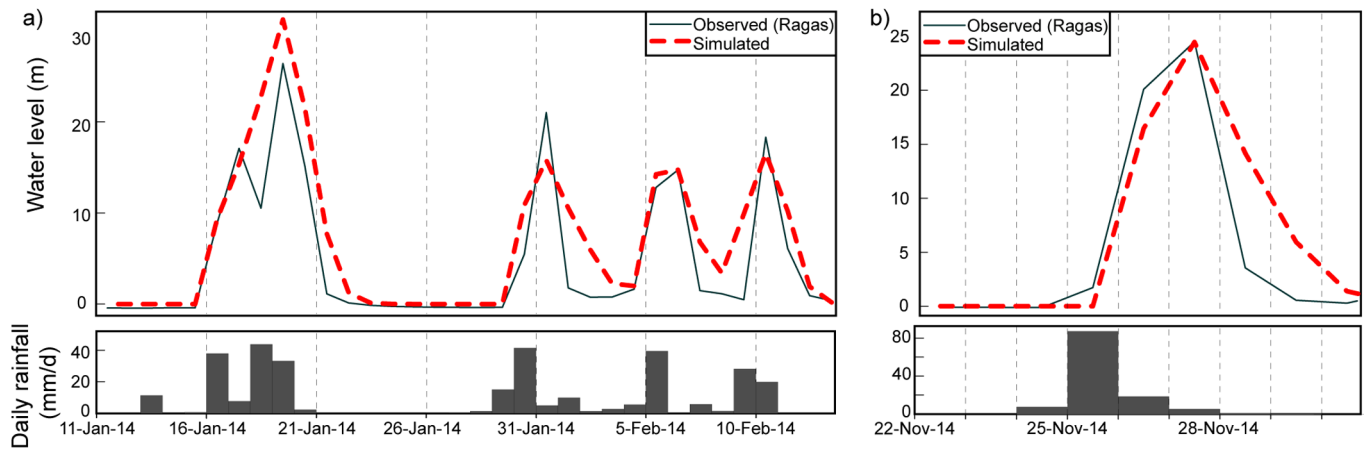 a)
Water level (m)
30
20
10
0
Observed (Ragas)
Simulated
Daily rainfall
(mm/d)
40
20
0
11-Jan-14 16-Jan-14 21-Jan-14 26-Jan-14 31-Jan-14 5-Feb-14 10-Feb-14
b)
25
20
15
10
5
0
Observed (Ragas)
Simulated
80
40
0
22-Nov-14 25-Nov-14 28-Nov-14